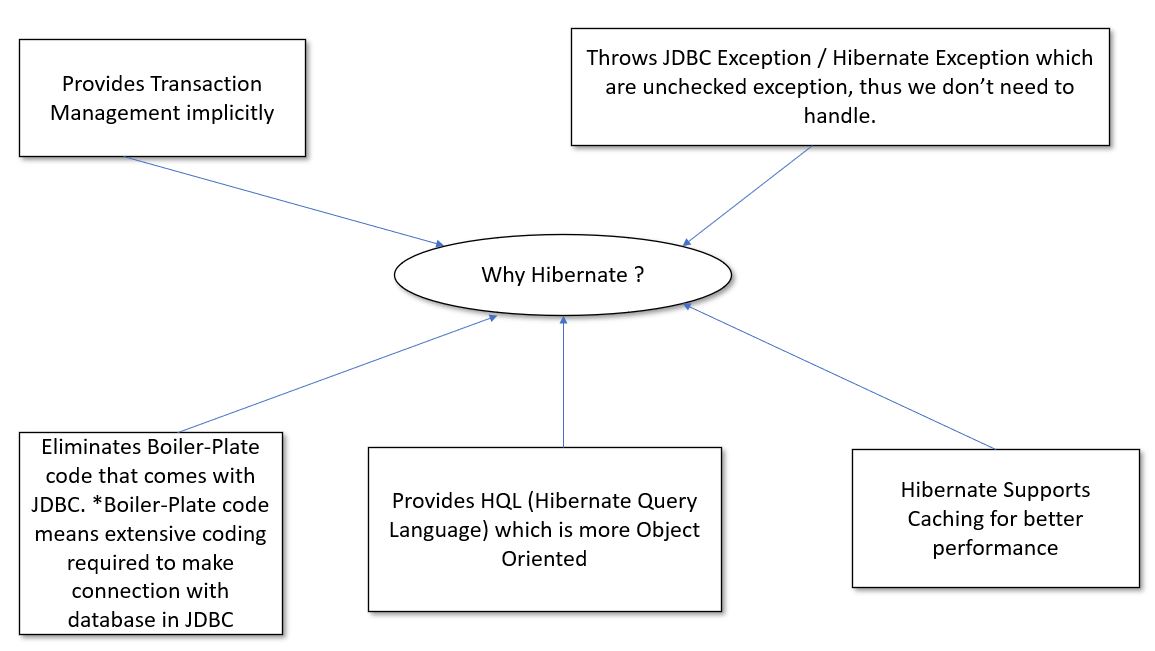 Provides Transaction
Management implicitly
Throws JDBC Exception / Hibernate Exception which
are unchecked exception, thus we don’t need to
handle.
Why Hibernate ?
Eliminates Boiler-Plate
code that comes with
JDBC. *Boiler-Plate code
means extensive coding
required to make
connection with
database in JDBC
Provides HQL (Hibernate Query
Language) which is more Object
Oriented
Hibernate Supports
Caching for better
performance